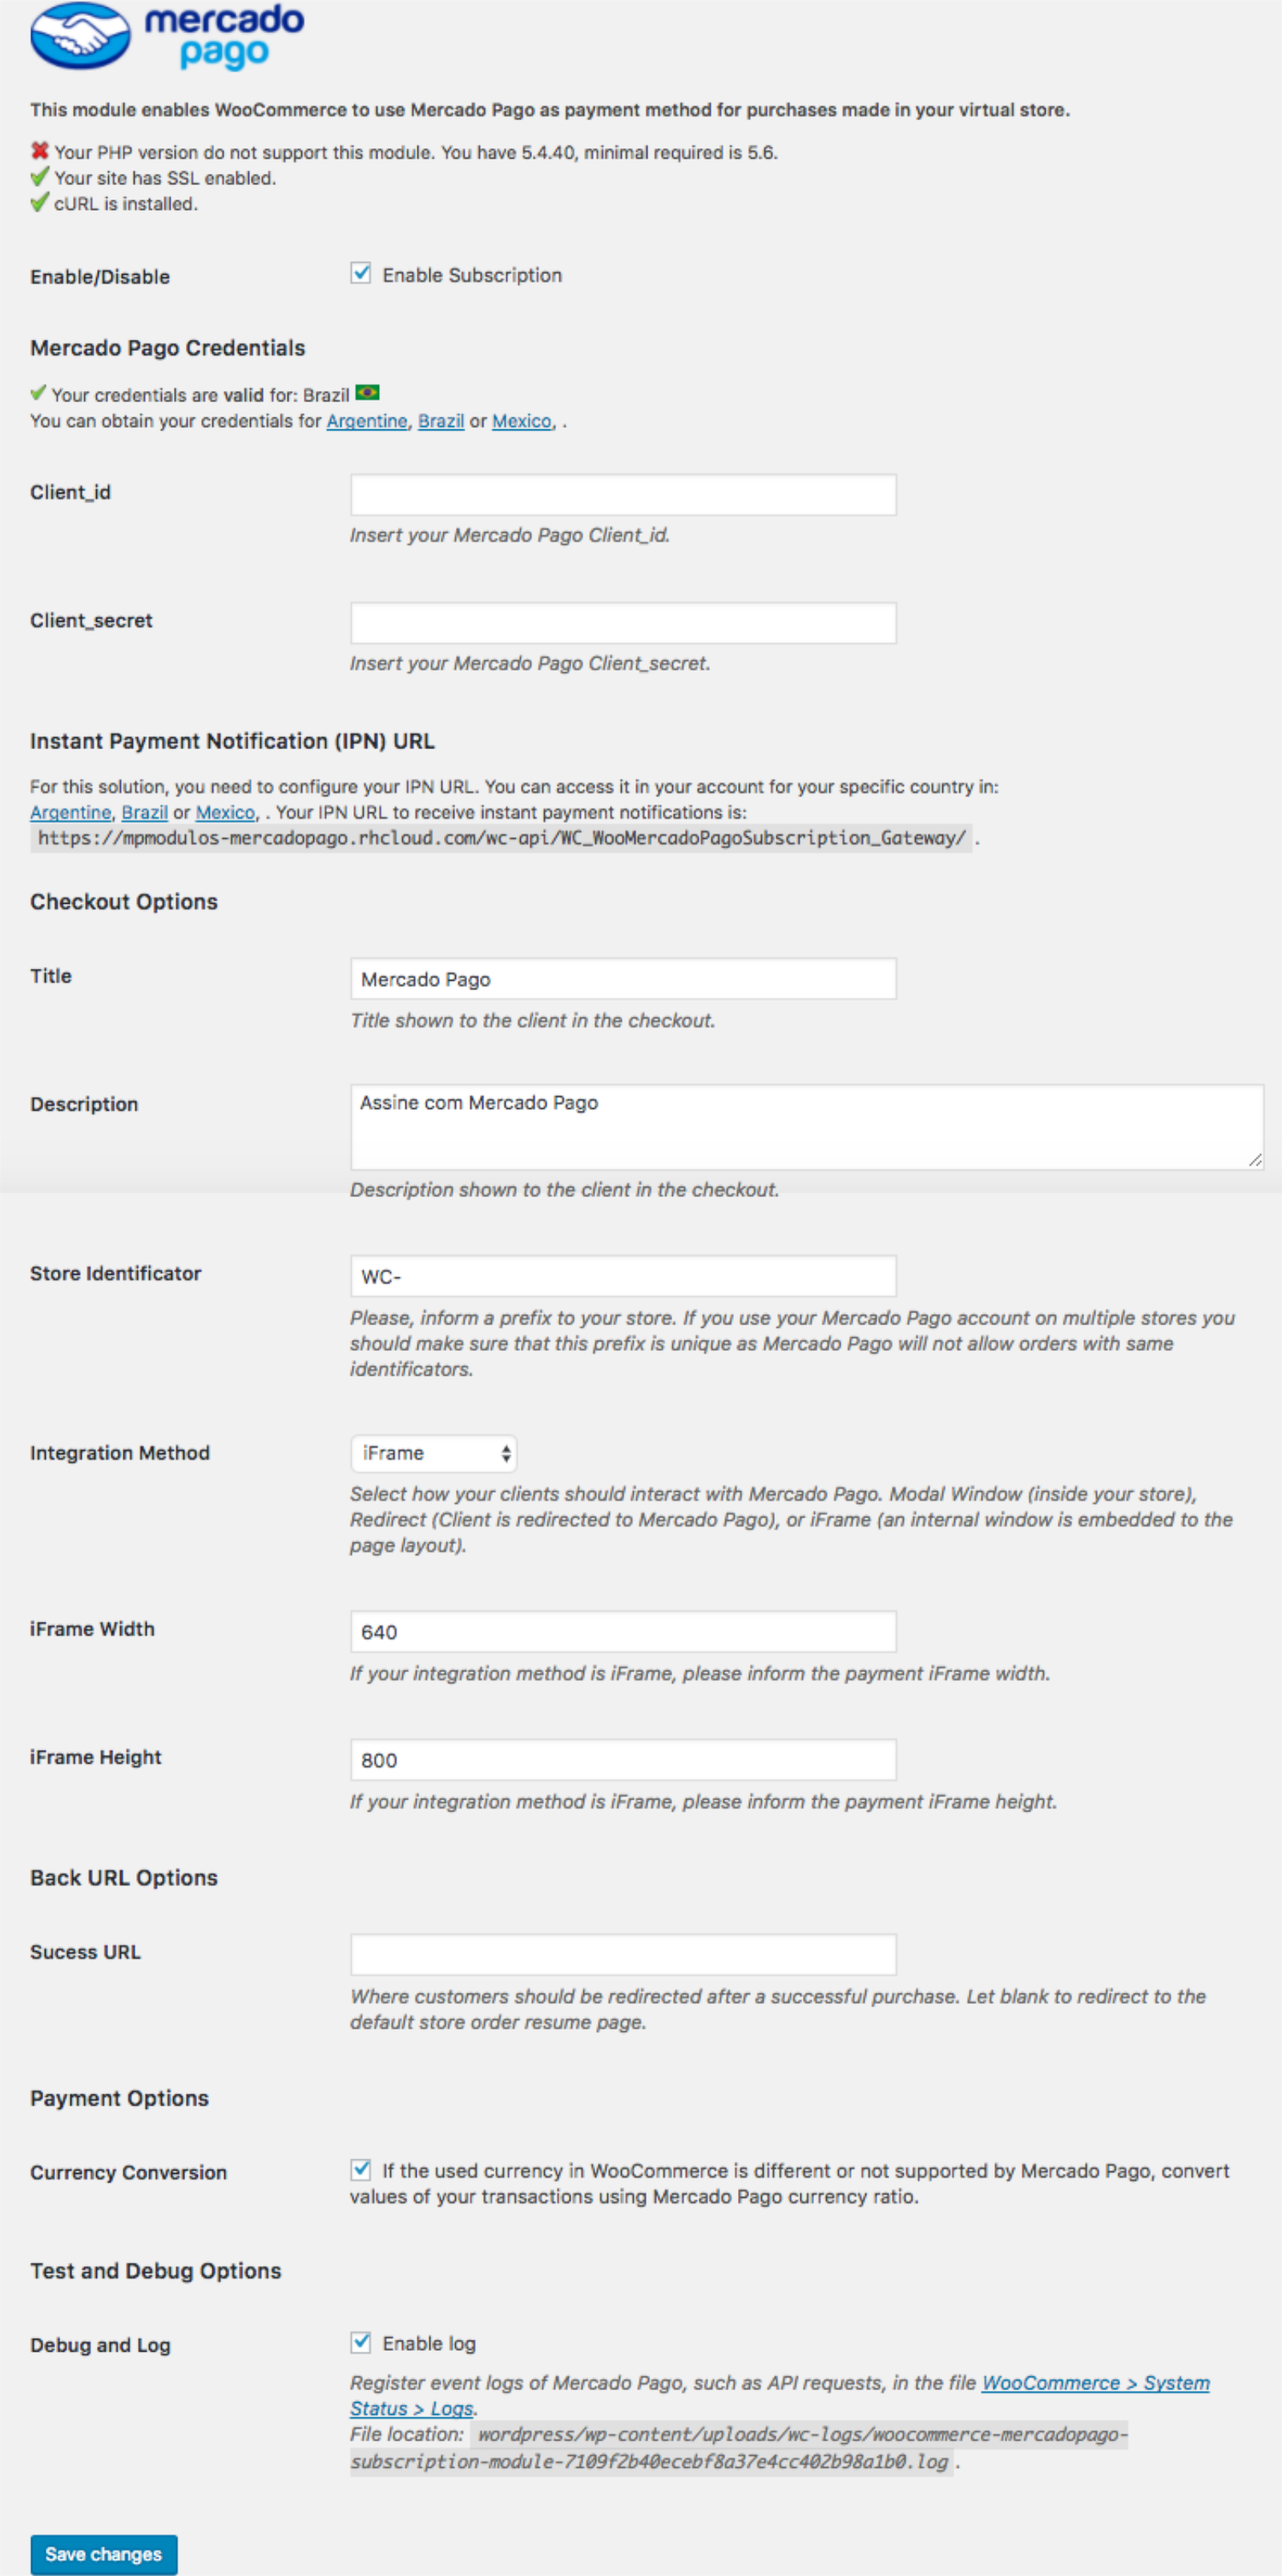 mercado
pago
This module enables WooCommerce to use Mercado Pago as payment method for purchases made in your virtual store.
Your PHP version do not support this module. You have 5.4.40, minimal required is 5.6.
Your site has SSL enabled.
cURL is installed.
Enable/Disable Enable Subscription
Mercado Pago Credentials
Your credentials are valid for: Brazil
You can obtain your credentials for Argentine, Brazil or Mexico, .
Client_id
Insert your Mercado Pago Client_id.
Client_secret
Insert your Mercado Pago Client_secret.
Instant Payment Notification (IPN) URL
For this solution, you need to configure your IPN URL. You can access it in your account for your specific country in:
Argentine, Brazil or Mexico, . Your IPN URL to receive instant payment notifications is:
https://mpmodulos-mercadopago.rhcloud.com/wc-api/WC_WooMercadoPagoSubscription_Gateway/ .
Checkout Options
Title Mercado Pago
Title shown to the client in the checkout.
Description Assine com Mercado Pago
Description shown to the client in the checkout.
Store Identificator WC-
Please, inform a prefix to your store. If you use your Mercado Pago account on multiple stores you
should make sure that this prefix is unique as Mercado Pago will not allow orders with same
identificators.
Integration Method iFrame
Select how your clients should interact with Mercado Pago. Modal Window (inside your store),
Redirect (Client is redirected to Mercado Pago), or iFrame (an internal window is embedded to the
page layout).
iFrame Width 640
If your integration method is iFrame, please inform the payment iFrame width.
iFrame Height 800
If your integration method is iFrame, please inform the payment iFrame height.
Back URL Options
Sucess URL
Where customers should be redirected after a successful purchase. Let blank to redirect to the
default store order resume page.
Payment Options
Currency Conversion If the used currency in WooCommerce is different or not supported by Mercado Pago, convert
values of your transactions using Mercado Pago currency ratio.
Test and Debug Options
Debug and Log Enable log
Register event logs of Mercado Pago, such as API requests, in the file WooCommerce > System
Status > Logs.
File location: wordpress/wp-content/uploads/wc-logs/woocommerce-mercadopago-
subscription-module-7109f2b40ecebf8a37e4cc402b98a1b0.log .
Save changes